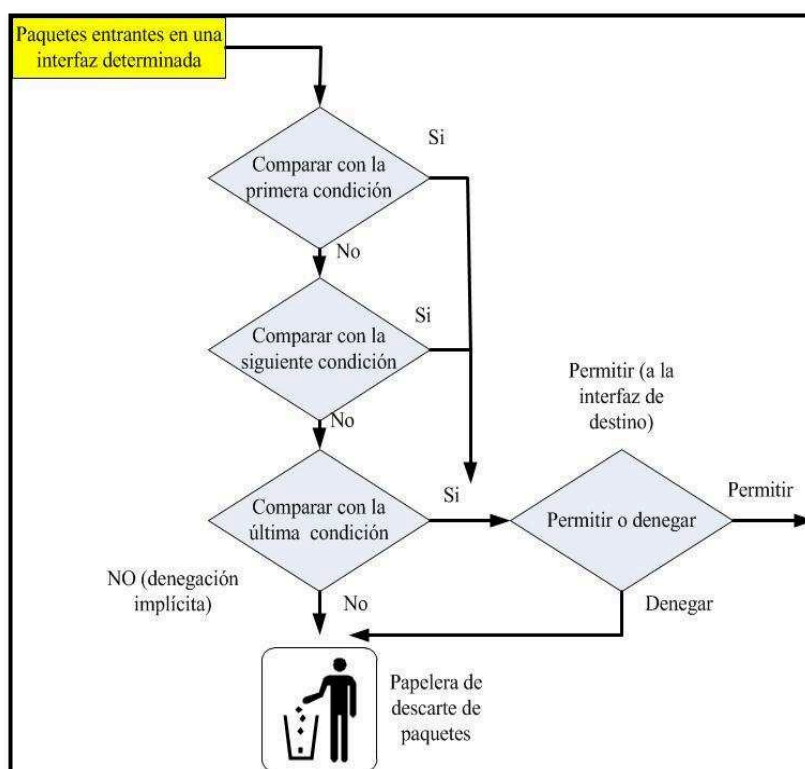 Paquetes entrantes en una
interfaz determinada
Si
Comparar con la
primera condición
No
Si
Comparar con la
siguiente condición
No
Permitir (a la
interfaz de
destino)
Si
Comparar con la
última condición
Permitir o denegar
Permitir
NO (denegación
implícita)
No
Denegar
Papelera de
descarte de
paquetes